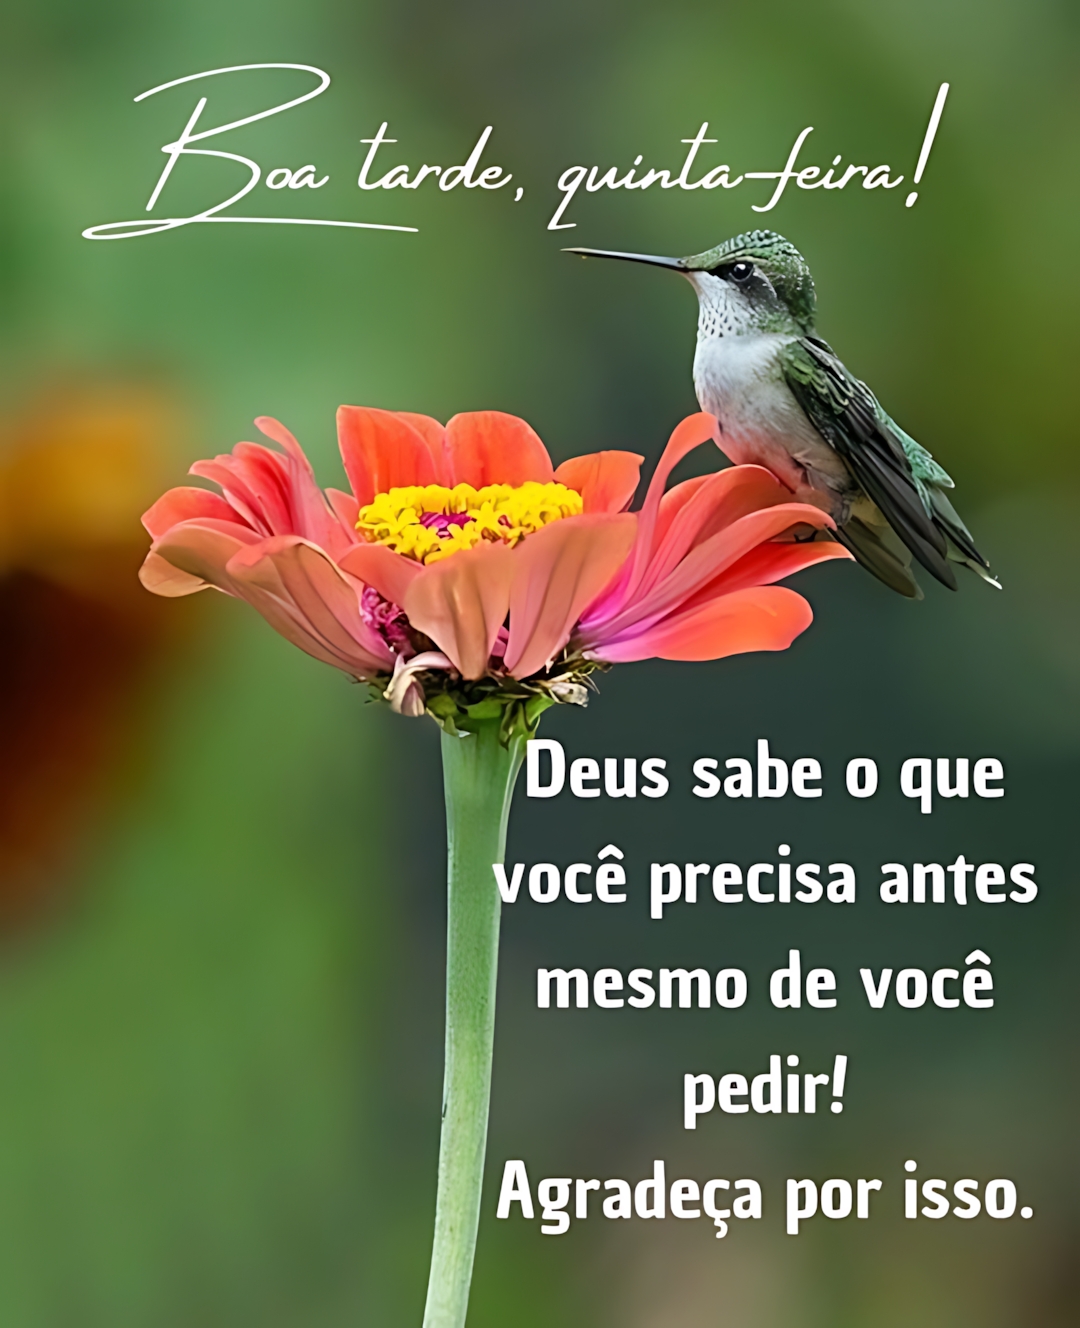 Boa tarde, quinta-feira!
Deus sabe o que
você precisa antes
mesmo de você
pedir!
Agradeça por isso.